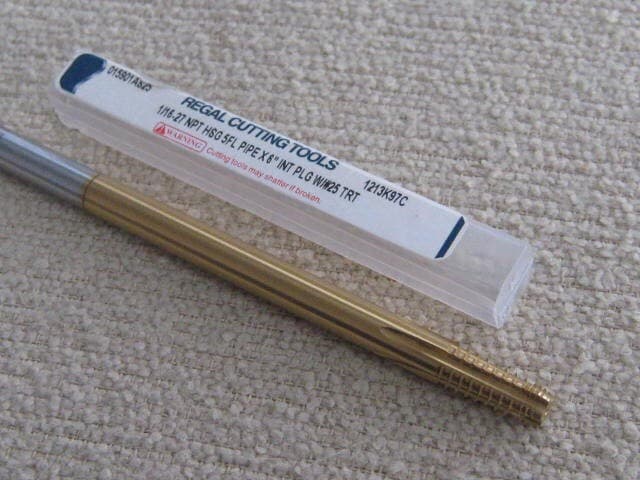 015901AS25
REGAL CUTTING TOOLS
1/16-27 NPT HSG 5FL PIPE X 6" INT PLG W/#25 TRT
WARNING Cutting tools may shatter if broken.
1213K97C